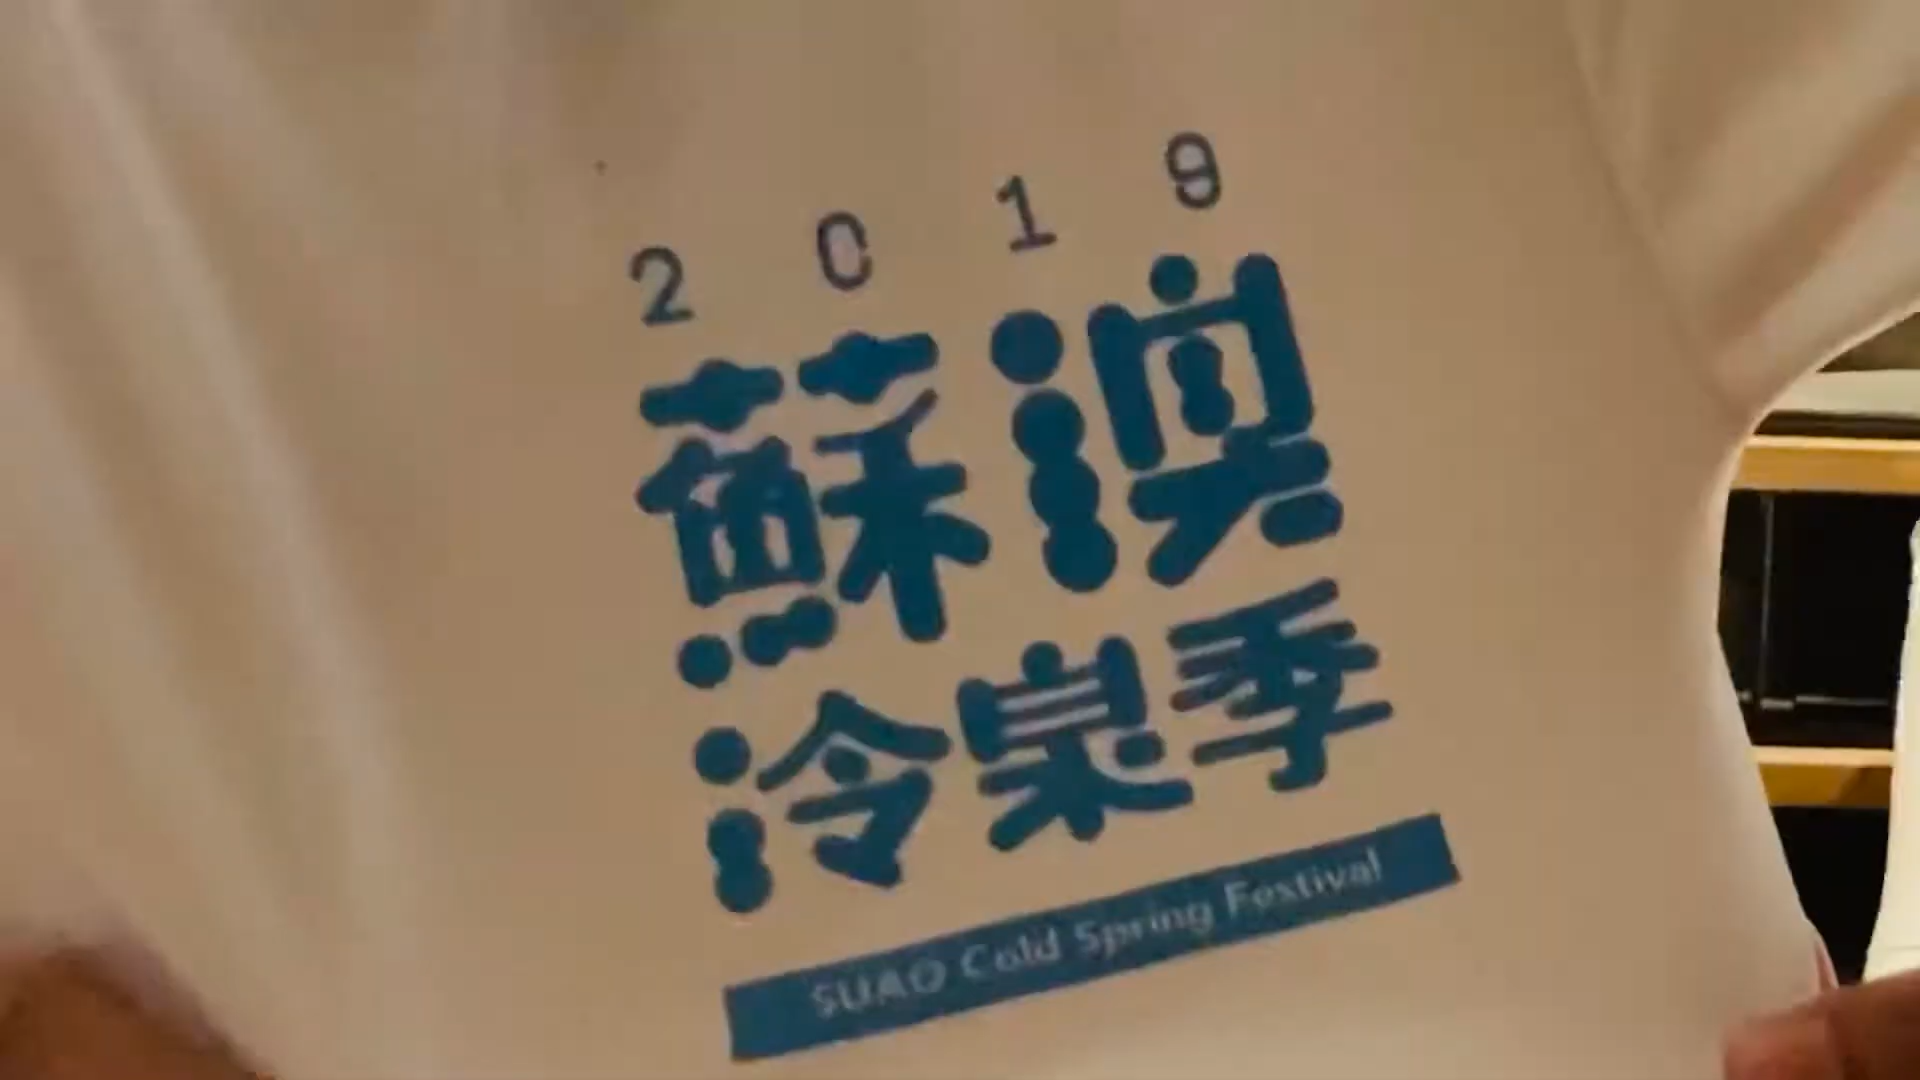 2019
蘇澳
冷泉季
SUAO Cold Spring Festival